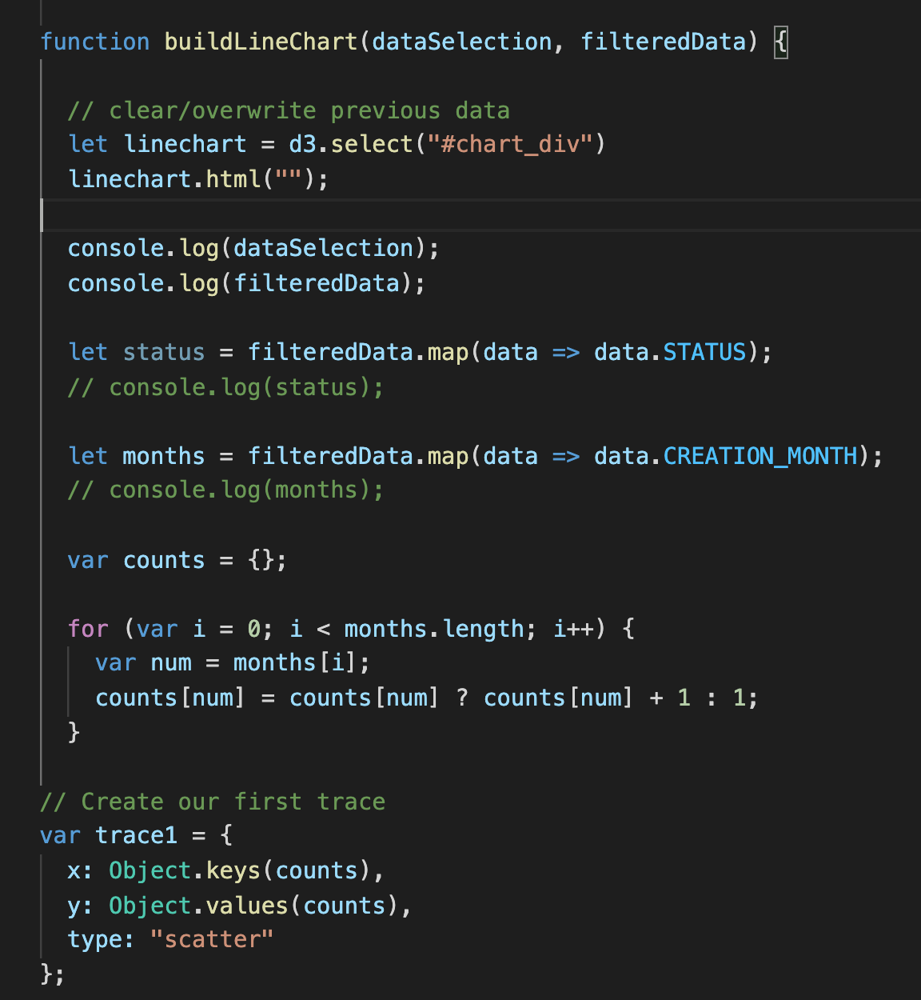 function buildLineChart(dataSelection, filteredData) {
// clear/overwrite previous data
let linechart = d3.select("#chart_div")
linechart.html("");
console.log(dataSelection);
console.log(filteredData);
let status = filteredData.map(data => data.STATUS);
// console.log(status);
let months = filteredData.map(data => data.CREATION_MONTH);
// console.log(months);
var counts = {};
for (var i = 0; i < months.length; i++) {
var num = months[i];
counts[num] = counts[num] ? counts[num] + 1 : 1;
}
// Create our first trace
var trace1 = {
x: Object.keys(counts),
y: Object.values(counts),
type: "scatter"
};